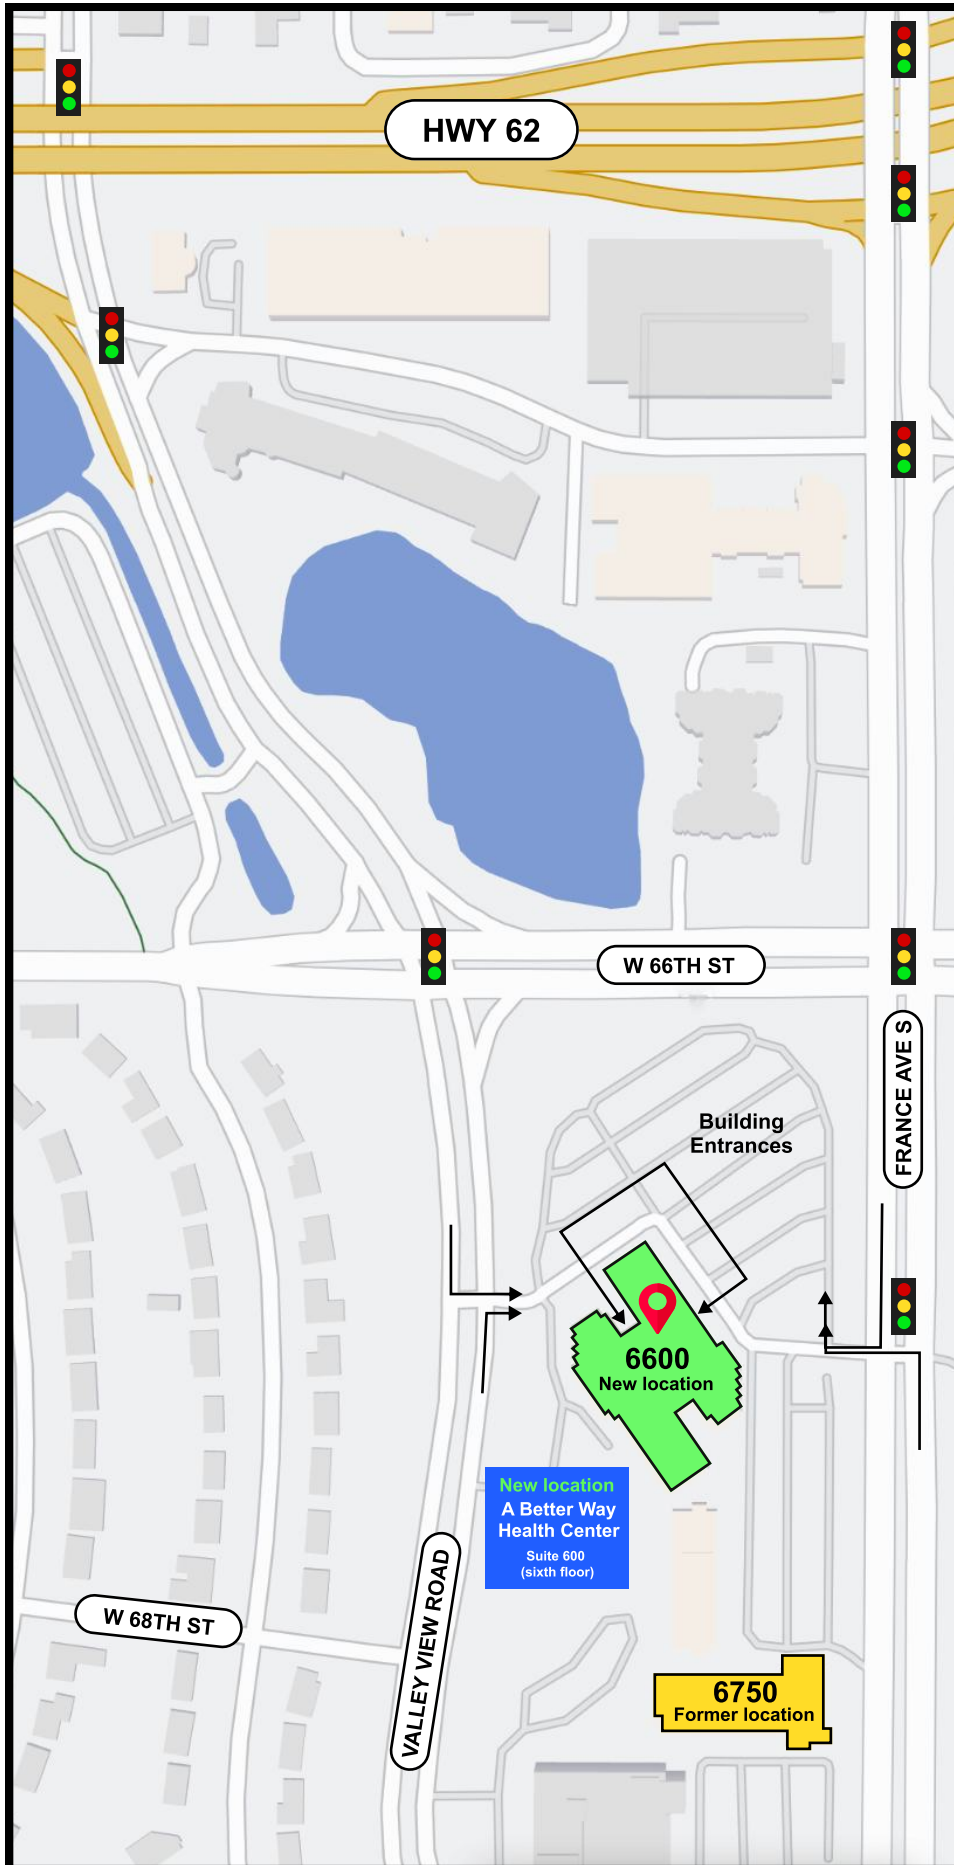 HWY 62
W 66TH ST
FRANCE AVE S
Building
Entrances
6600
New location
New location
A Better Way
Health Center
Suite 600
(sixth floor)
VALLEY VIEW ROAD
W 68TH ST
6750
Former location